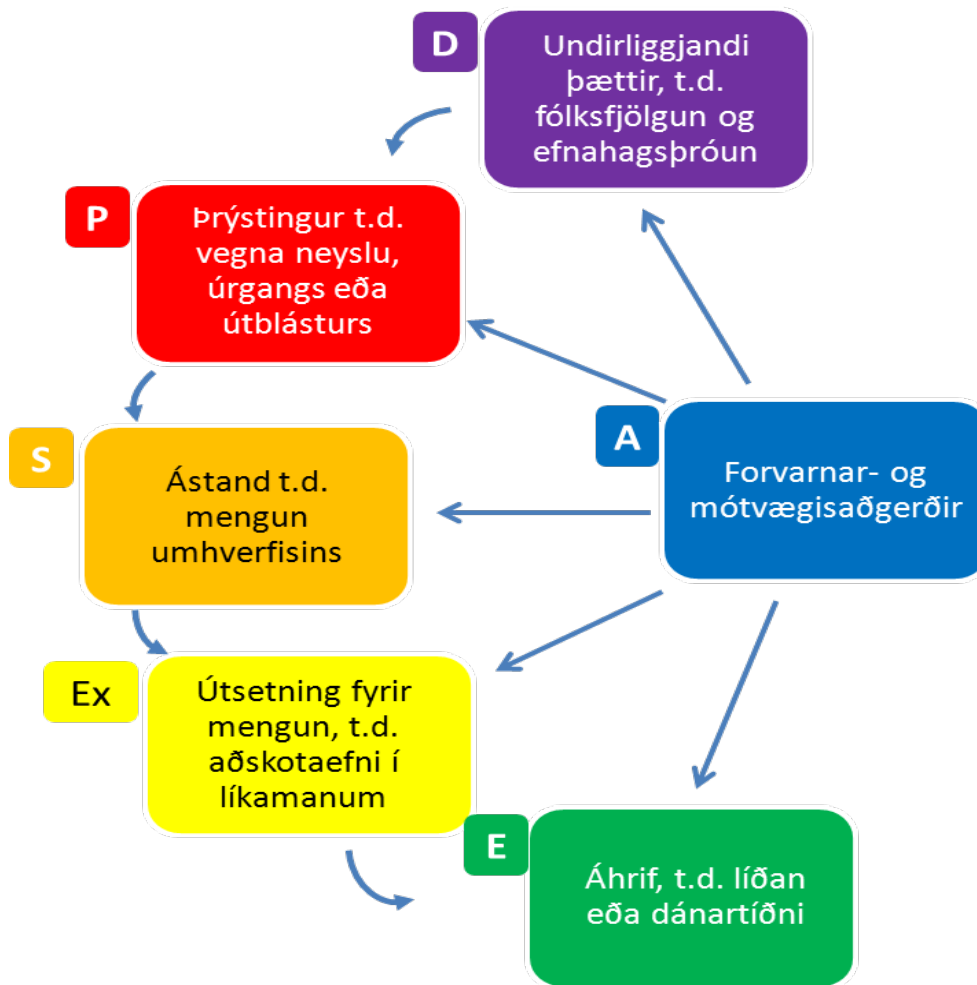 D
Undirliggjandi
þættir, t.d.
fólksfjölgun og
efnahagsþróun
P
Þrýstingur t.d.
vegna neyslu,
úrgangs eða
útblásturs
S
Ástand t.d.
mengun
umhverfisins
A
Forvarnar- og
mótvægisaðgerðir
Ex
Útsetning fyrir
mengun, t.d.
aðskotaefni í
líkamanum
E
Áhrif, t.d. líðan
eða dánartíðni